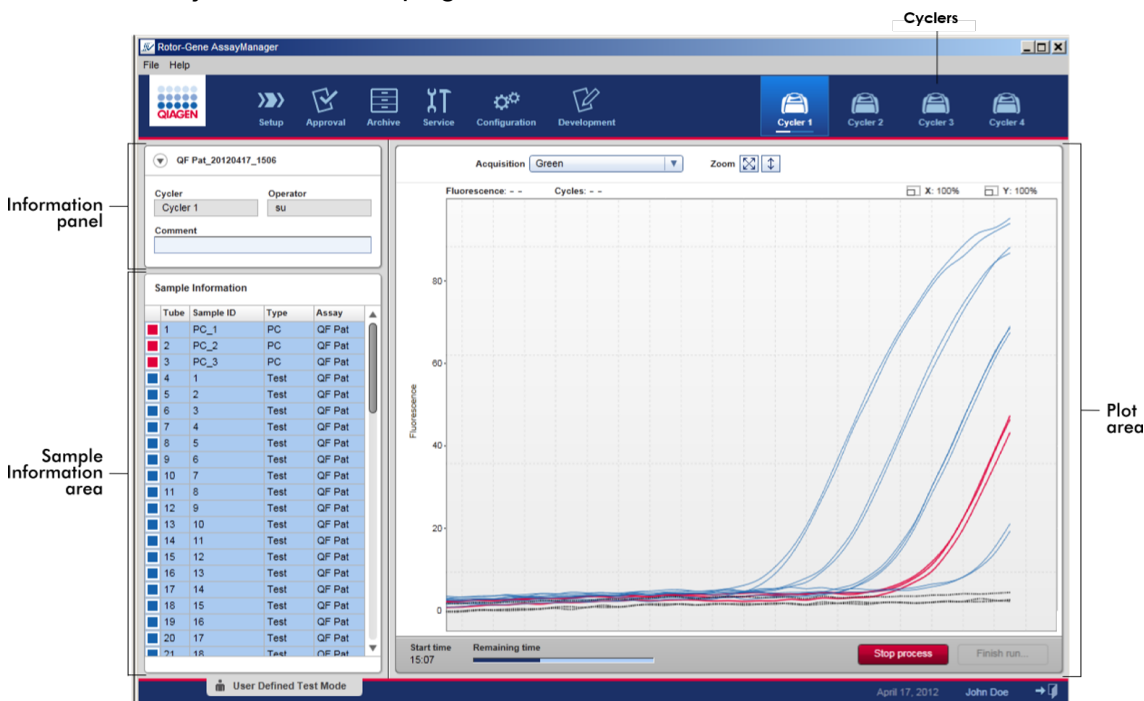 Cyclers
Rotor-Gene AssayManager
File Help
QIAGEN
Setup Approval Archive Service Configuration Development Cycler 1 Cycler 2 Cycler 3 Cycler 4
Information panel
QF Pat_20120417_1506
Cycler Operator
Cycler 1 su
Comment
Sample Information area
Sample Information
Tube Sample ID Type Assay
1 PC_1 PC QF Pat
2 PC_2 PC QF Pat
3 PC_3 PC QF Pat
4 1 Test QF Pat
5 2 Test QF Pat
6 3 Test QF Pat
7 4 Test QF Pat
8 5 Test QF Pat
9 6 Test QF Pat
10 7 Test QF Pat
11 8 Test QF Pat
12 9 Test QF Pat
13 10 Test QF Pat
14 11 Test QF Pat
15 12 Test QF Pat
16 13 Test QF Pat
17 14 Test QF Pat
18 15 Test QF Pat
19 16 Test QF Pat
20 17 Test QF Pat
21 18 Test QF Pat
User Defined Test Mode
Acquisition Green Zoom
Fluorescence: - - Cycles: - - X: 100% Y: 100%
80
60
40
20
0
Fluorescence
Plot area
Start time Remaining time
15:07
Stop process Finish run...
April 17, 2012 John Doe